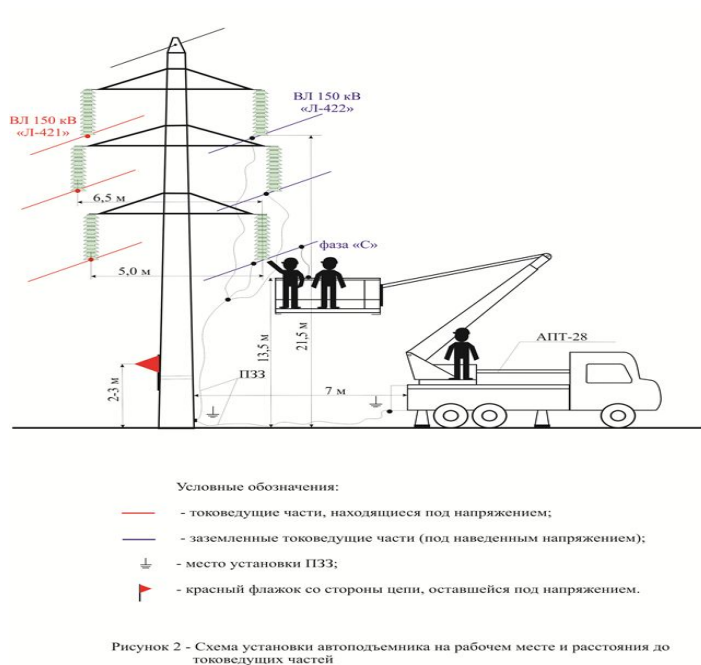 ВЛ 150 кВ
«Л-422»
ВЛ 150 кВ
«Л-421»
6,5 м
фаза «С»
5,0 м
13,5 м
21,5 м
АПТ-28
2-3 м
ПЗЗ
7 м
Условные обозначения:
- токоведущие части, находящиеся под напряжением;
- заземленные токоведущие части (под наведенным напряжением);
- место установки ПЗЗ;
- красный флажок со стороны цепи, оставшейся под напряжением.
Рисунок 2 - Схема установки автоподъемника на рабочем месте и расстояния до
токоведущих частей